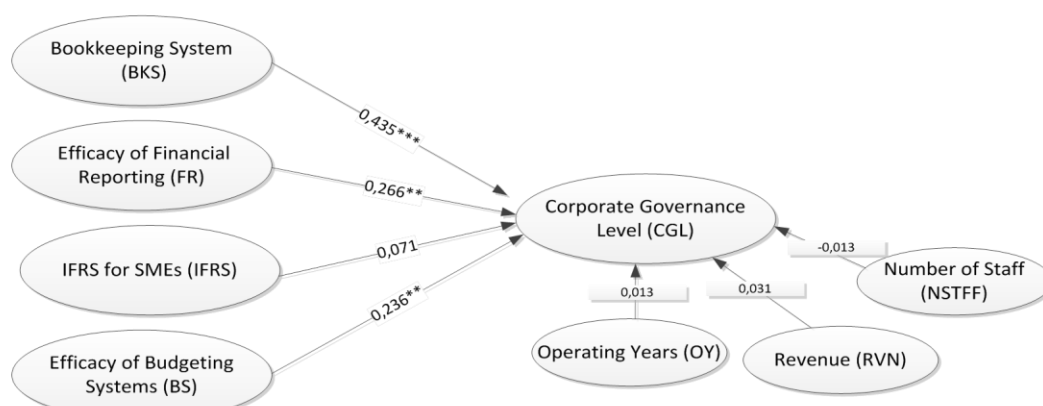 Bookkeeping System
(BKS)
0,435***
Efficacy of Financial
Reporting (FR)
0,266**
Corporate Governance
Level (CGL)
IFRS for SMEs (IFRS)
0,071
-0,013
Number of Staff
(NSTFF)
0,236**
0,013
0,031
Efficacy of Budgeting
Systems (BS)
Operating Years (OY)
Revenue (RVN)